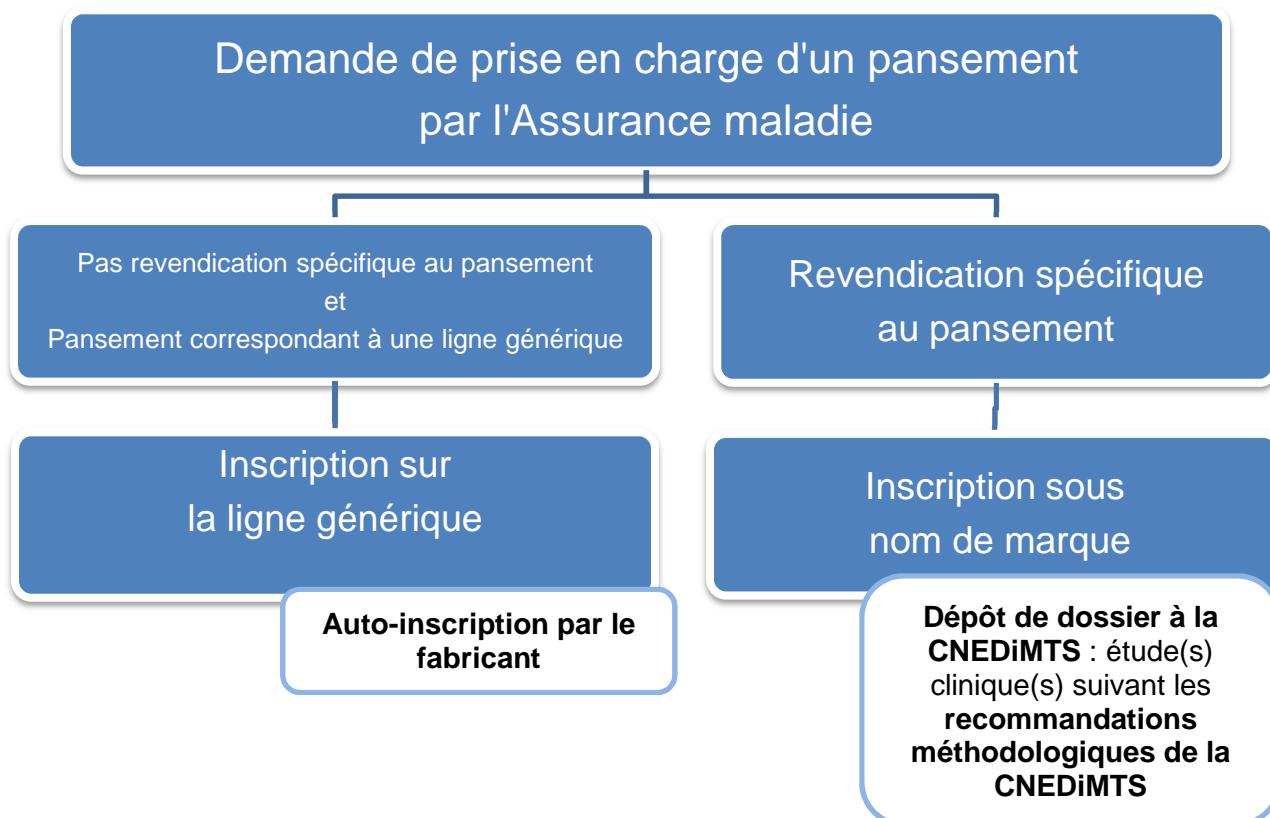 Demande de prise en charge d'un pansement
par l'Assurance maladie
Pas revendication spécifique au pansement
et
Pansement correspondant à une ligne générique
Revendication spécifique
au pansement
Inscription sur
la ligne générique
Auto-inscription par le
fabricant
Inscription sous
nom de marque
Dépôt de dossier à la
CNEDiMTS : étude(s)
clinique(s) suivant les
recommandations
méthodologiques de la
CNEDiMTS